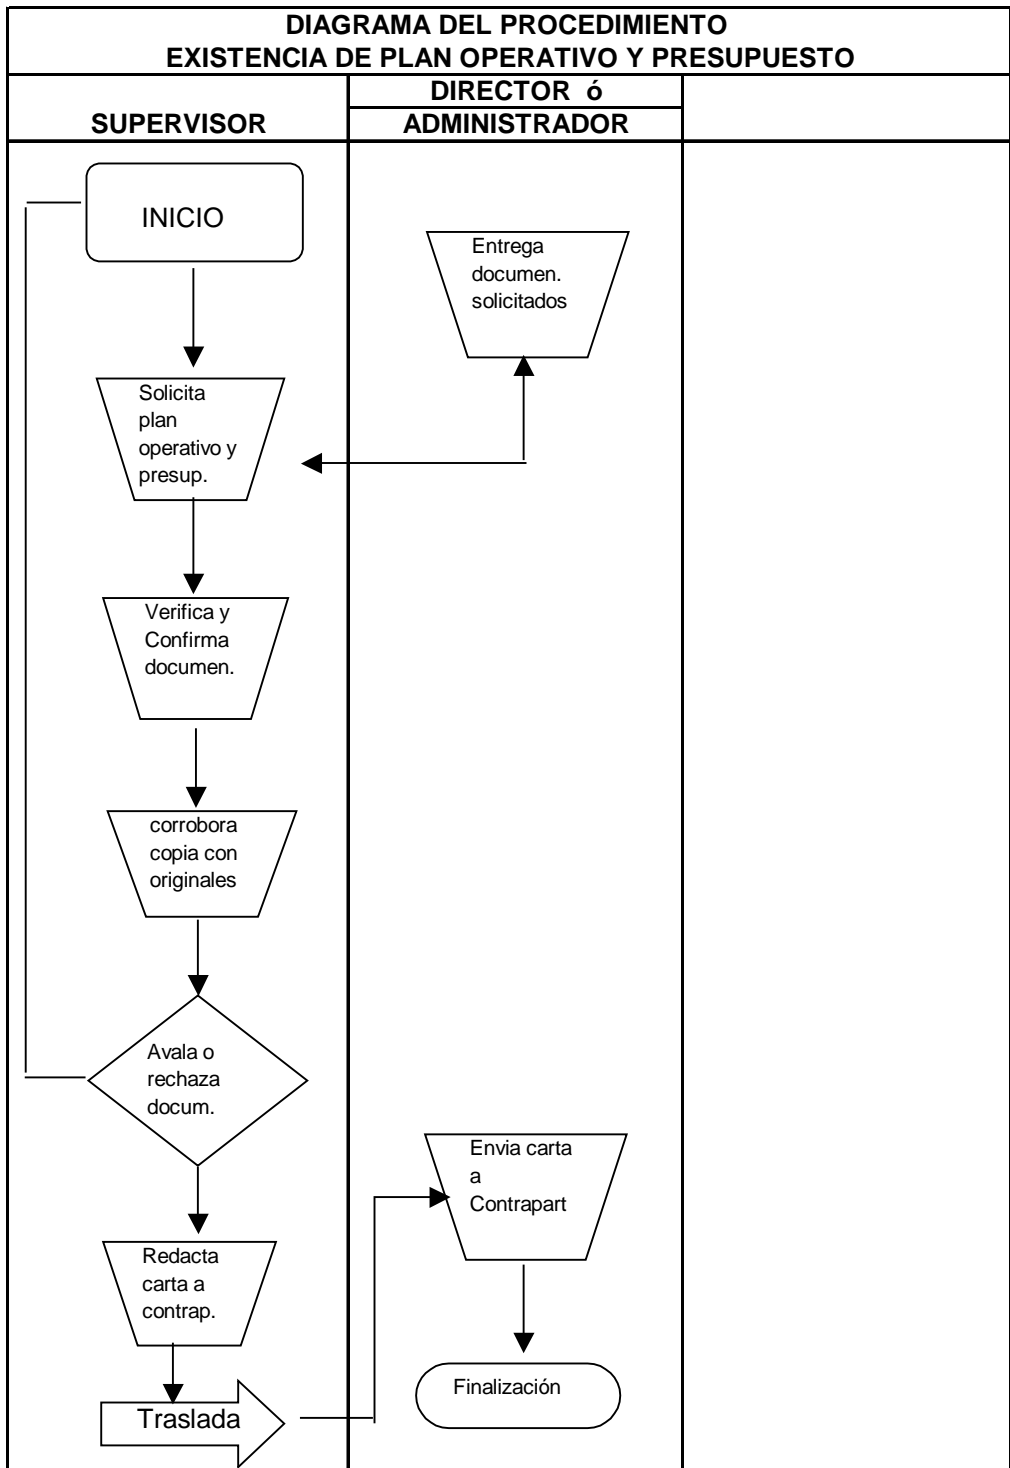 DIAGRAMA DEL PROCEDIMIENTO
EXISTENCIA DE PLAN OPERATIVO Y PRESUPUESTO
SUPERVISOR
DIRECTOR ó
ADMINISTRADOR
INICIO
Entrega
documen.
solicitados
Solicita
plan
operativo y
presup.
Verifica y
Confirma
documen.
corrobora
copia con
originales
Avala o
rechaza
docum.
Redacta
carta a
contrap.
Traslada
Envia carta
a
Contrapart
Finalización